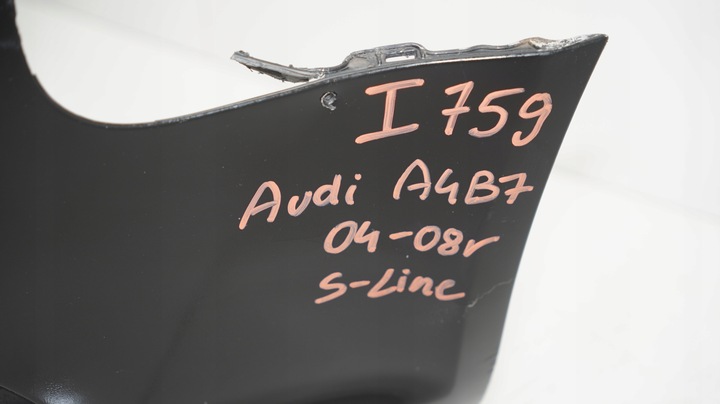 I 759
Audi A4B7
04-08r
S-Line